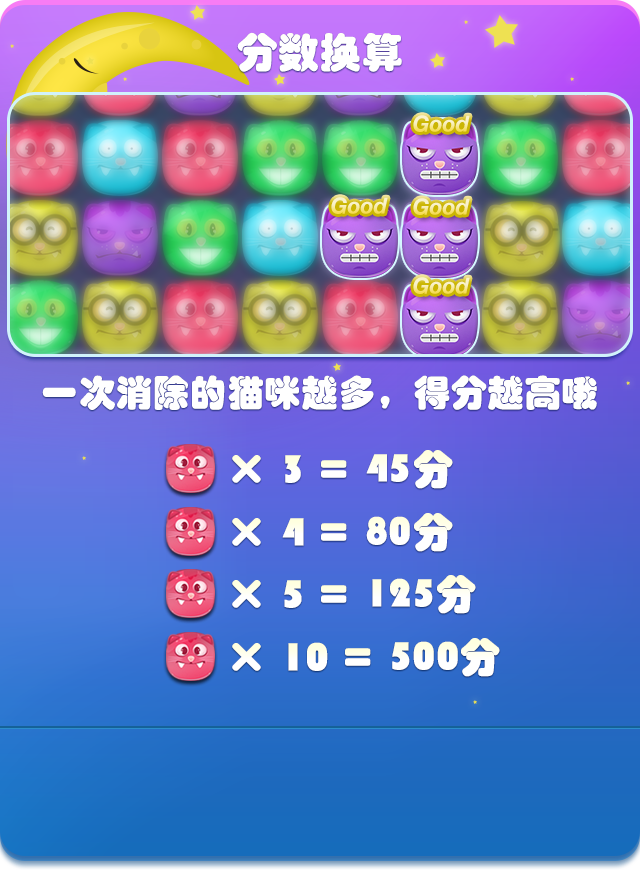 分数换算
Good
Good
Good
Good
一次消除的猫咪越多，得分越高哦
× 3 = 45分
× 4 = 80分
× 5 = 125分
× 10 = 500分